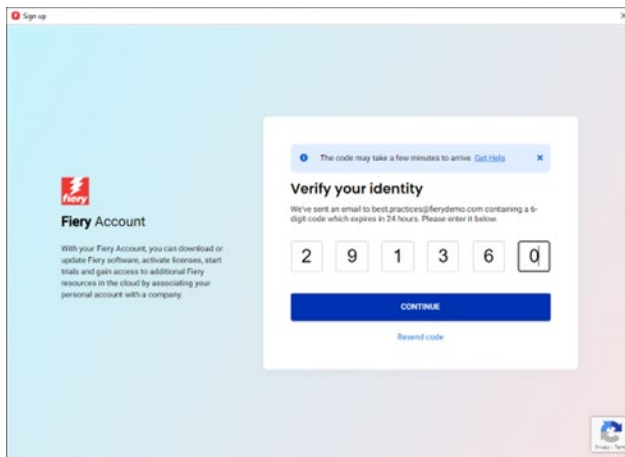 Sign up
fiery
Fiery Account
With your Fiery Account, you can download or
update Fiery software, activate licenses, start
trials and gain access to additional Fiery
resources in the cloud by associating your
personal account with a company.
The code may take a few minutes to arrive. Get Help
Verify your identity
We've sent an email to best.practices@fierydemo.com containing a 6-
digit code which expires in 24 hours. Please enter it below.
2 9 1 3 6 0
CONTINUE
Resend code
Privacy - Terms